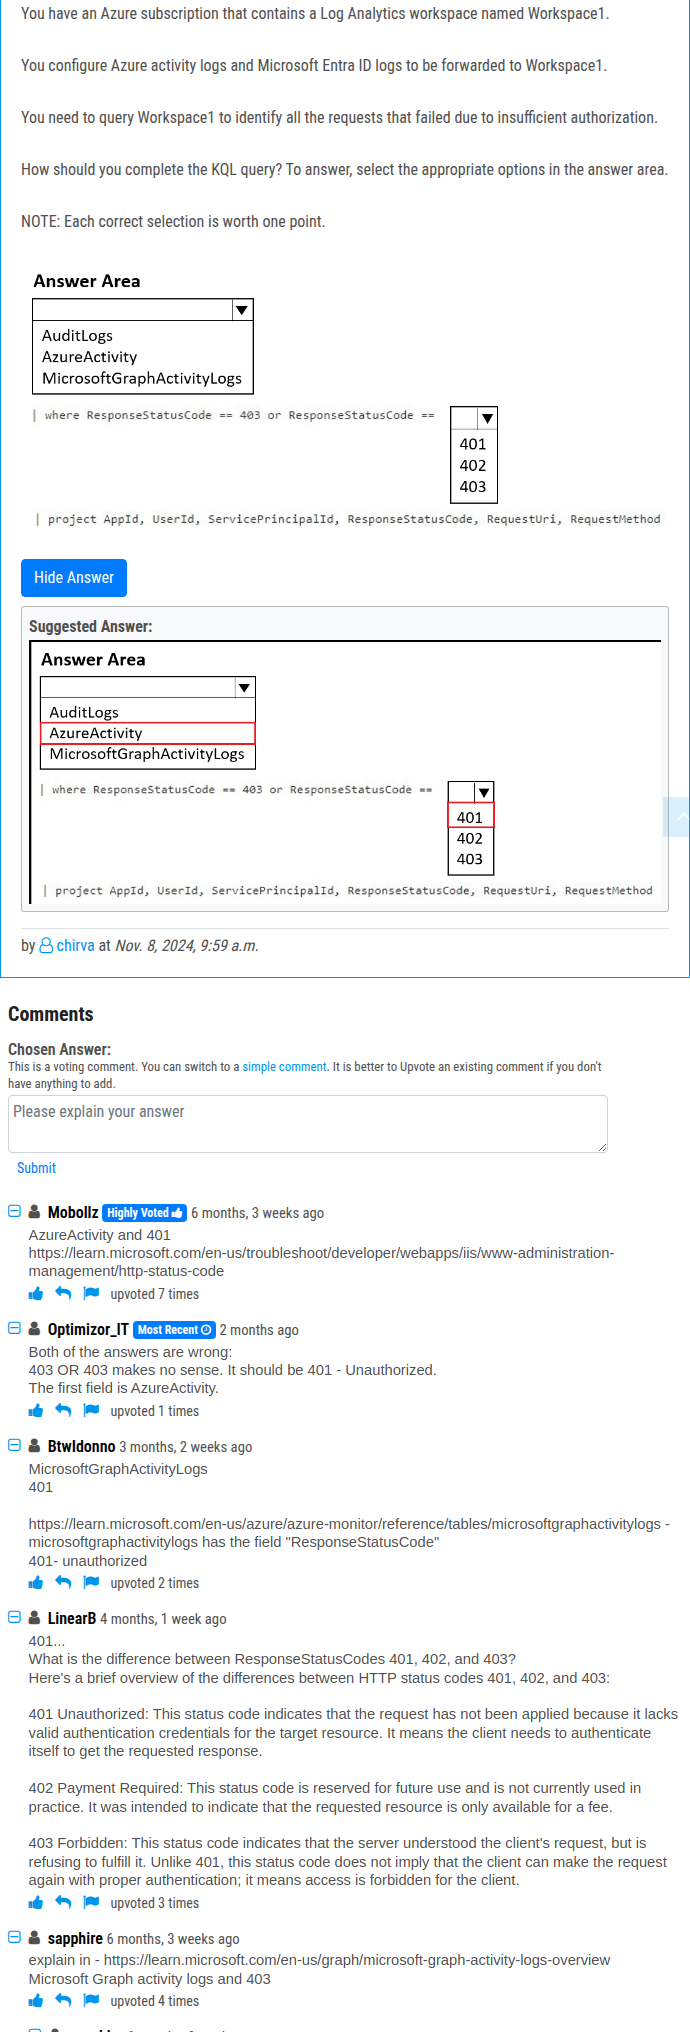 You have an Azure subscription that contains a Log Analytics workspace named Workspace1.
You configure Azure activity logs and Microsoft Entra ID logs to be forwarded to Workspace1.
You need to query Workspace1 to identify all the requests that failed due to insufficient authorization.
How should you complete the KQL query? To answer, select the appropriate options in the answer area.
NOTE: Each correct selection is worth one point.
Answer Area
AuditLogs
AzureActivity
MicrosoftGraphActivityLogs
| where ResponseStatusCode == 403 or ResponseStatusCode ==
401
402
403
| project AppId, UserId, ServicePrincipalId, ResponseStatusCode, RequestUri, RequestMethod
Hide Answer
Suggested Answer:
Answer Area
AuditLogs
AzureActivity
MicrosoftGraphActivityLogs
| where ResponseStatusCode == 403 or ResponseStatusCode ==
401
402
403
| project AppId, UserId, ServicePrincipalId, ResponseStatusCode, RequestUri, RequestMethod
by chirva at Nov. 8, 2024, 9:59 a.m.
Comments
Chosen Answer:
This is a voting comment. You can switch to a simple comment. It is better to Upvote an existing comment if you don't
have anything to add.
Please explain your answer
Submit
Mobollz Highly Voted 6 months, 3 weeks ago
AzureActivity and 401
https://learn.microsoft.com/en-us/troubleshoot/developer/webapps/iis/www-administration-
management/http-status-code
upvoted 7 times
Optimizor_IT Most Recent 2 months ago
Both of the answers are wrong:
403 OR 403 makes no sense. It should be 401 - Unauthorized.
The first field is AzureActivity.
upvoted 1 times
Btwldonno 3 months, 2 weeks ago
MicrosoftGraphActivityLogs
401
https://learn.microsoft.com/en-us/azure/azure-monitor/reference/tables/microsoftgraphactivitylogs -
microsoftgraphactivitylogs has the field "ResponseStatusCode"
401- unauthorized
upvoted 2 times
LinearB 4 months, 1 week ago
401...
What is the difference between ResponseStatusCodes 401, 402, and 403?
Here's a brief overview of the differences between HTTP status codes 401, 402, and 403:
401 Unauthorized: This status code indicates that the request has not been applied because it lacks
valid authentication credentials for the target resource. It means the client needs to authenticate
itself to get the requested response.
402 Payment Required: This status code is reserved for future use and is not currently used in
practice. It was intended to indicate that the requested resource is only available for a fee.
403 Forbidden: This status code indicates that the server understood the client's request, but is
refusing to fulfill it. Unlike 401, this status code does not imply that the client can make the request
again with proper authentication; it means access is forbidden for the client.
upvoted 3 times
sapphire 6 months, 3 weeks ago
explain in - https://learn.microsoft.com/en-us/graph/microsoft-graph-activity-logs-overview
Microsoft Graph activity logs and 403
upvoted 4 times